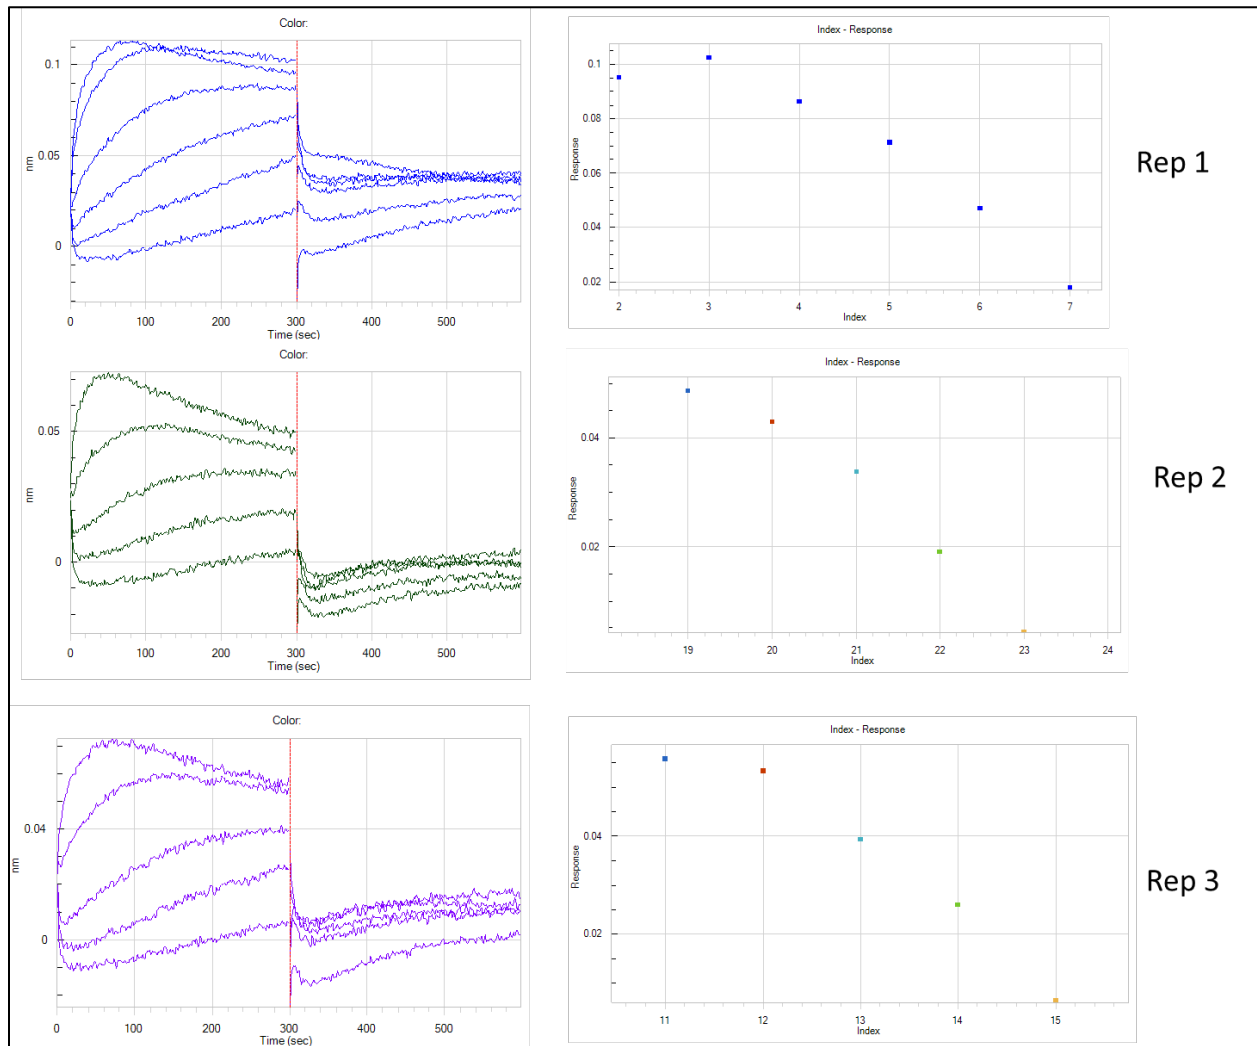 Color:
0.1
0.05
0
nm
0 100 200 300 400 500
Time (sec)
Index - Response
0.1
0.08
0.06
0.04
0.02
Response
2 3 4 5 6 7
Index
Rep 1
Color:
0.05
0
nm
0 100 200 300 400 500
Time (sec)
Index - Response
0.04
0.02
Response
19 20 21 22 23 24
Index
Rep 2
Color:
0.04
0
nm
0 100 200 300 400 500
Time (sec)
Index - Response
0.04
0.02
Response
11 12 13 14 15
Index
Rep 3